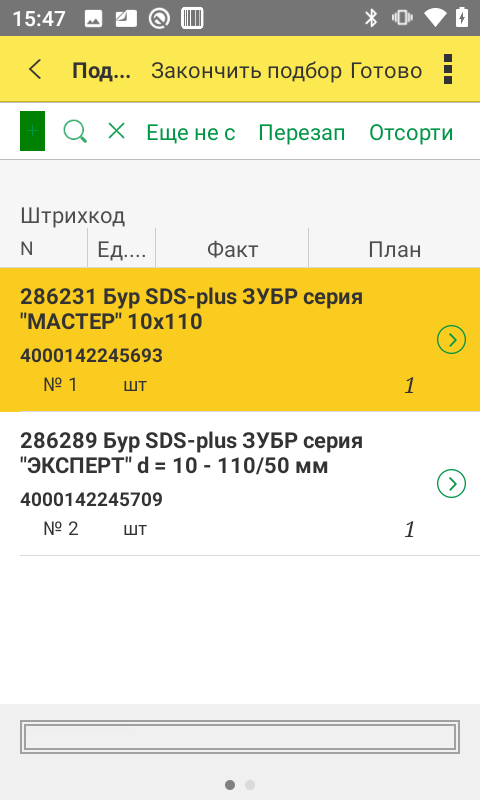 15:47
Под... Закончить подбор Готово
+ Еще не с Перезап Отсорти
Штрихкод
N Ед.... Факт План
286231 Бур SDS-plus ЗУБР серия
"МАСТЕР" 10х110
4000142245693
№ 1 шт 1
286289 Бур SDS-plus ЗУБР серия
"ЭКСПЕРТ" d = 10 - 110/50 мм
4000142245709
№ 2 шт 1